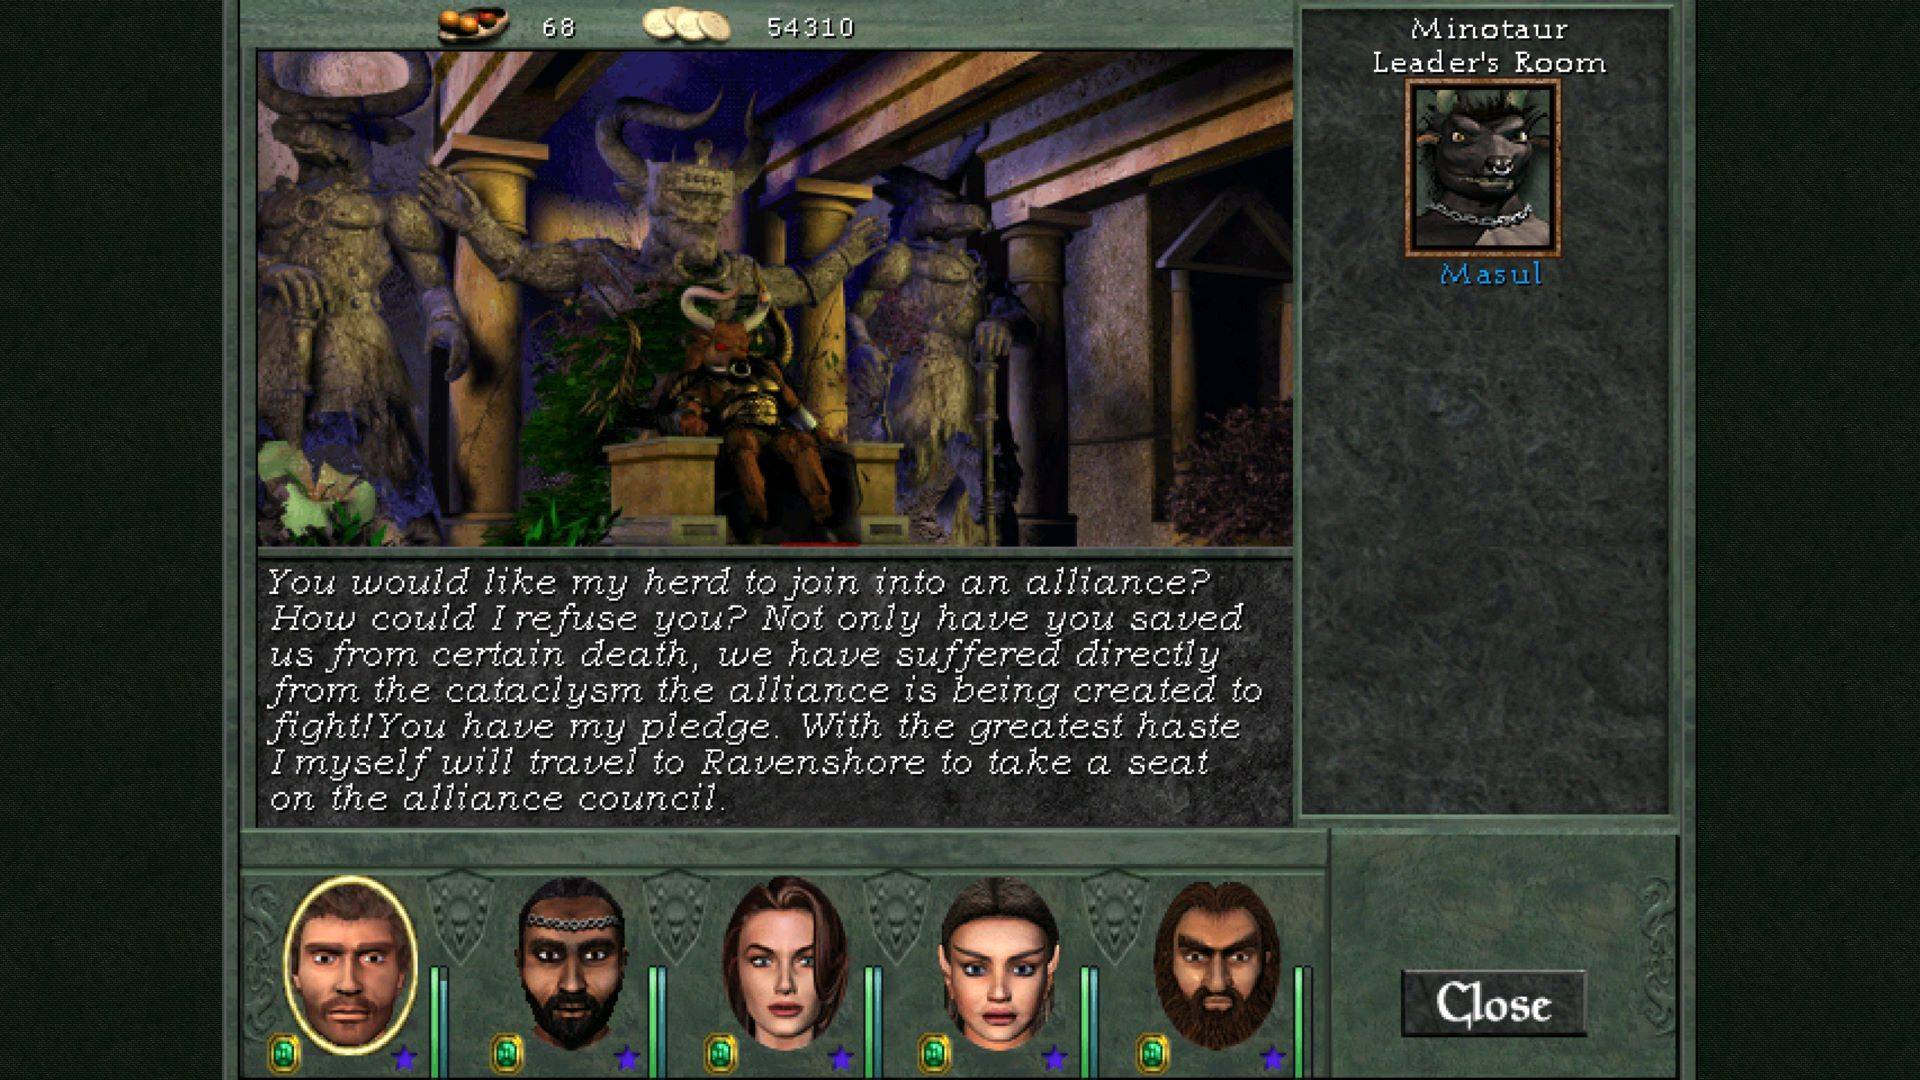 68 54310
Minotaur
Leader's Room
Masul
You would like my herd to join into an alliance?
How could I refuse you? Not only have you saved
us from certain death, we have suffered directly
from the cataclysm the alliance is being created to
fight!You have my pledge. With the greatest haste
I myself will travel to Ravenshore to take a seat
on the alliance council.
Close